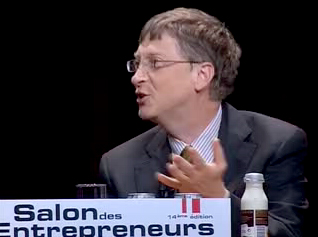 Salon des
14ème édition
Entrepreneurs